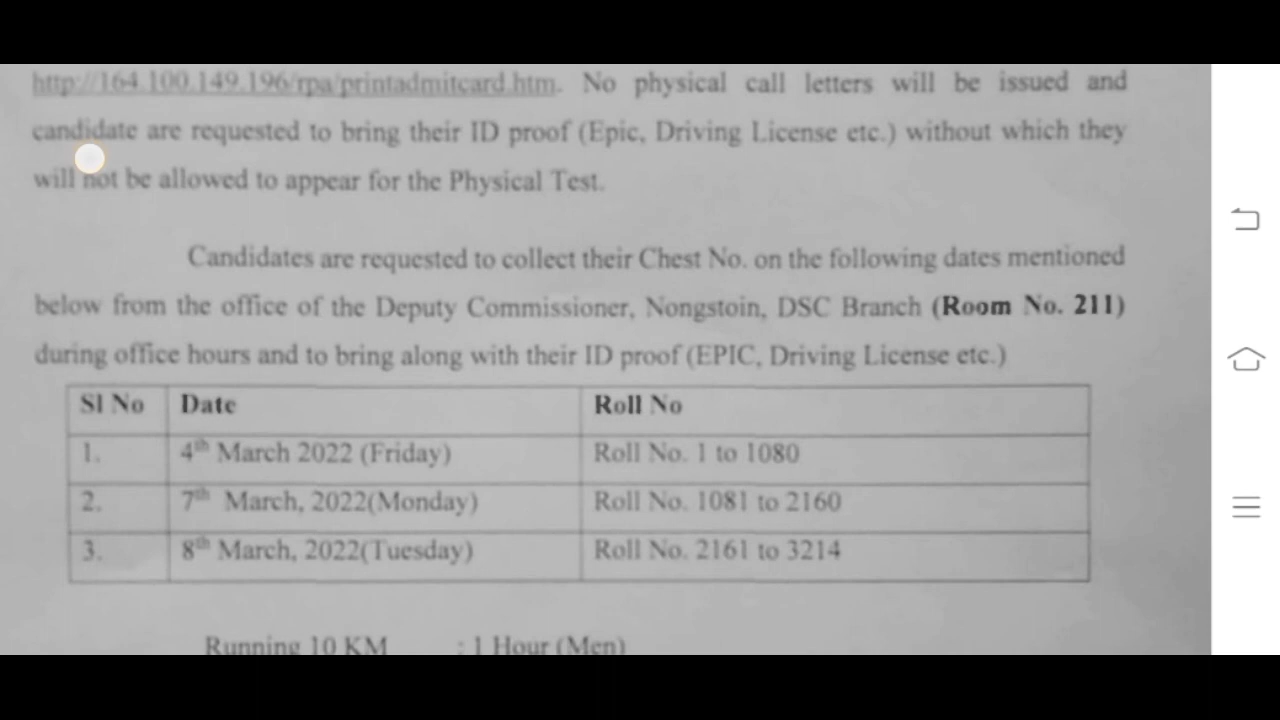 http://164.100.149.196/rpa/printadmitcard.htm. No physical call letters will be issued and
candidate are requested to bring their ID proof (Epic, Driving License etc.) without which they
will not be allowed to appear for the Physical Test.
Candidates are requested to collect their Chest No. on the following dates mentioned
below from the office of the Deputy Commissioner, Nongstoin, DSC Branch (Room No. 211)
during office hours and to bring along with their ID proof (EPIC, Driving License etc.)
Sl No Date Roll No
1. 4th March 2022 (Friday) Roll No. 1 to 1080
2. 7th March, 2022(Monday) Roll No. 1081 to 2160
3. 8th March, 2022(Tuesday) Roll No. 2161 to 3214
Running 10 KM : 1 Hour (Men)